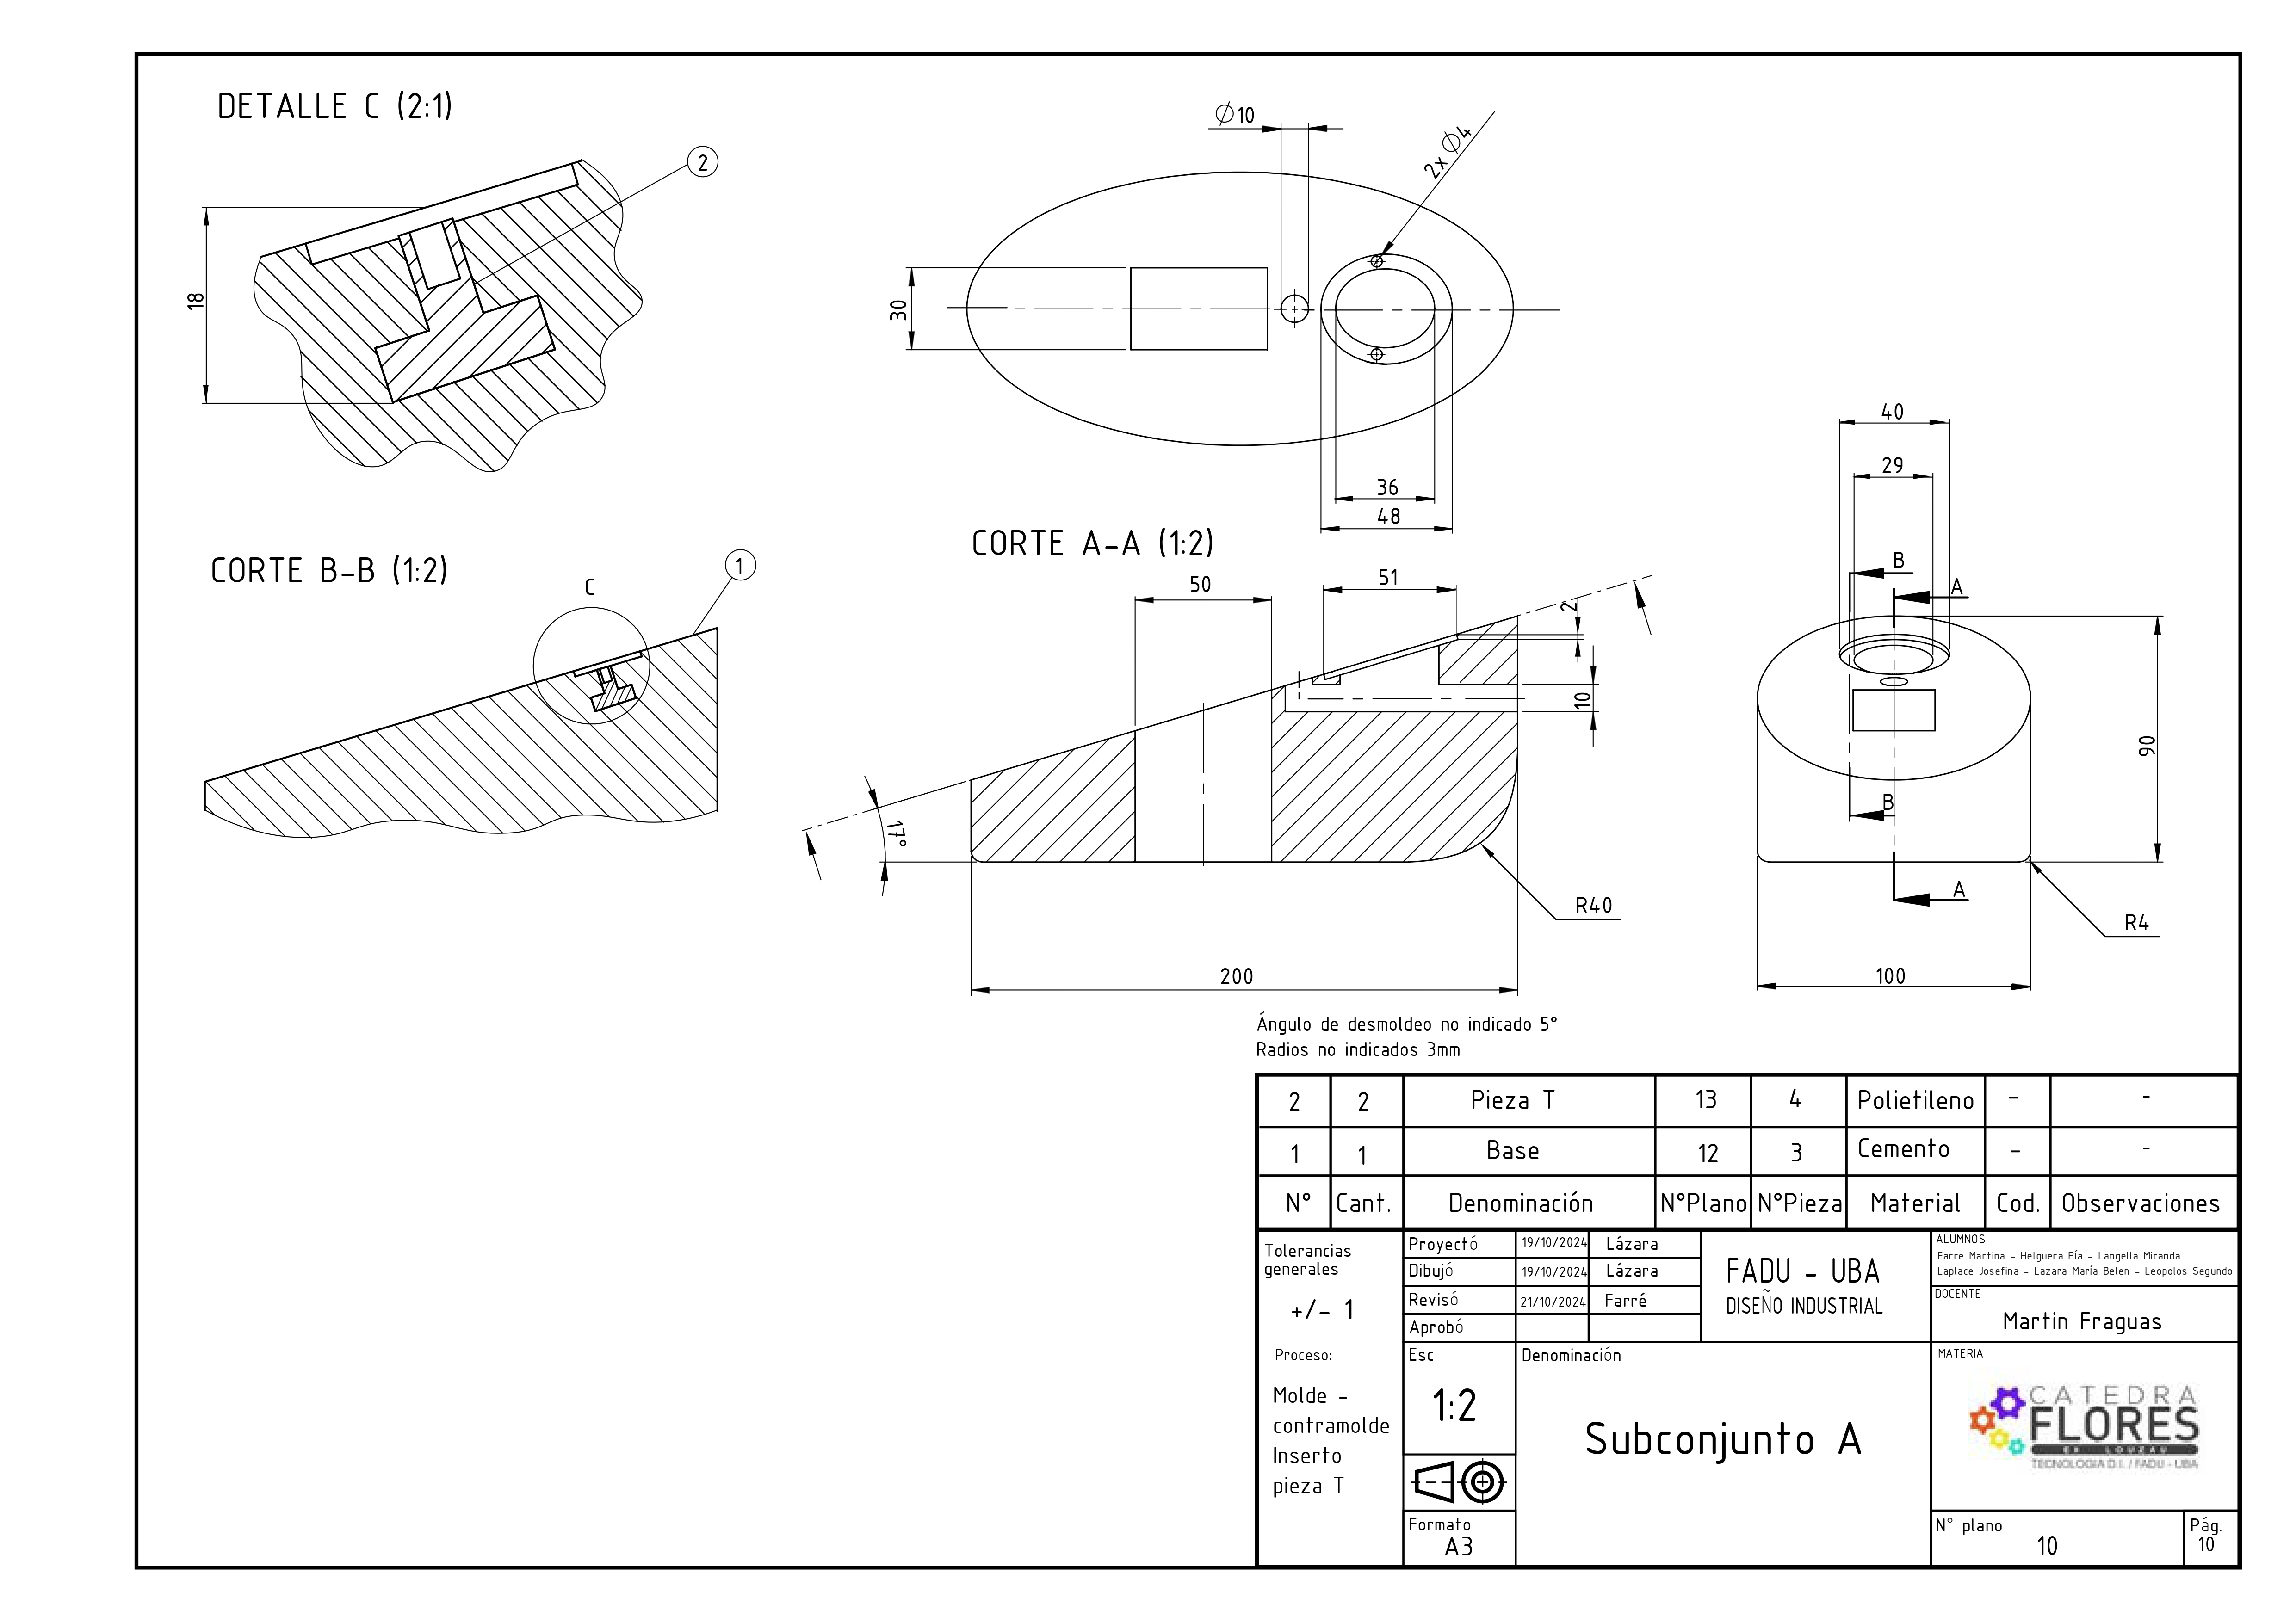 DETALLE C (2:1)
2
18
Ø10
2x Ø4
30
36
48
40
29
B
A
90
B
A
R4
100
CORTE B-B (1:2)
C
1
CORTE A-A (1:2)
50
51
2
10
17°
R40
200
Ángulo de desmoldeo no indicado 5°
Radios no indicados 3mm
2 2 Pieza T 13 4 Polietileno - -
1 1 Base 12 3 Cemento - -
N° Cant. Denominación N°Plano N°Pieza Material Cod. Observaciones
Tolerancias
generales
+/- 1
Proceso:
Molde -
contramolde
Inserto
pieza T
Proyectó 19/10/2024 Lázara
Dibujó 19/10/2024 Lázara
Revisó 21/10/2024 Farré
Aprobó
Esc
1:2
Formato
A3
FADU - UBA
DISEÑO INDUSTRIAL
Denominación
Subconjunto A
ALUMNOS
Farre Martina - Helguera Pía - Langella Miranda
Laplace Josefina - Lazara María Belen - Leopolos Segundo
DOCENTE
Martin Fraguas
MATERIA
CATEDRA
FLORES
EX LOUZAU
TECNOLOGIA D.I. / FADU - UBA
N° plano
10
Pág.
10